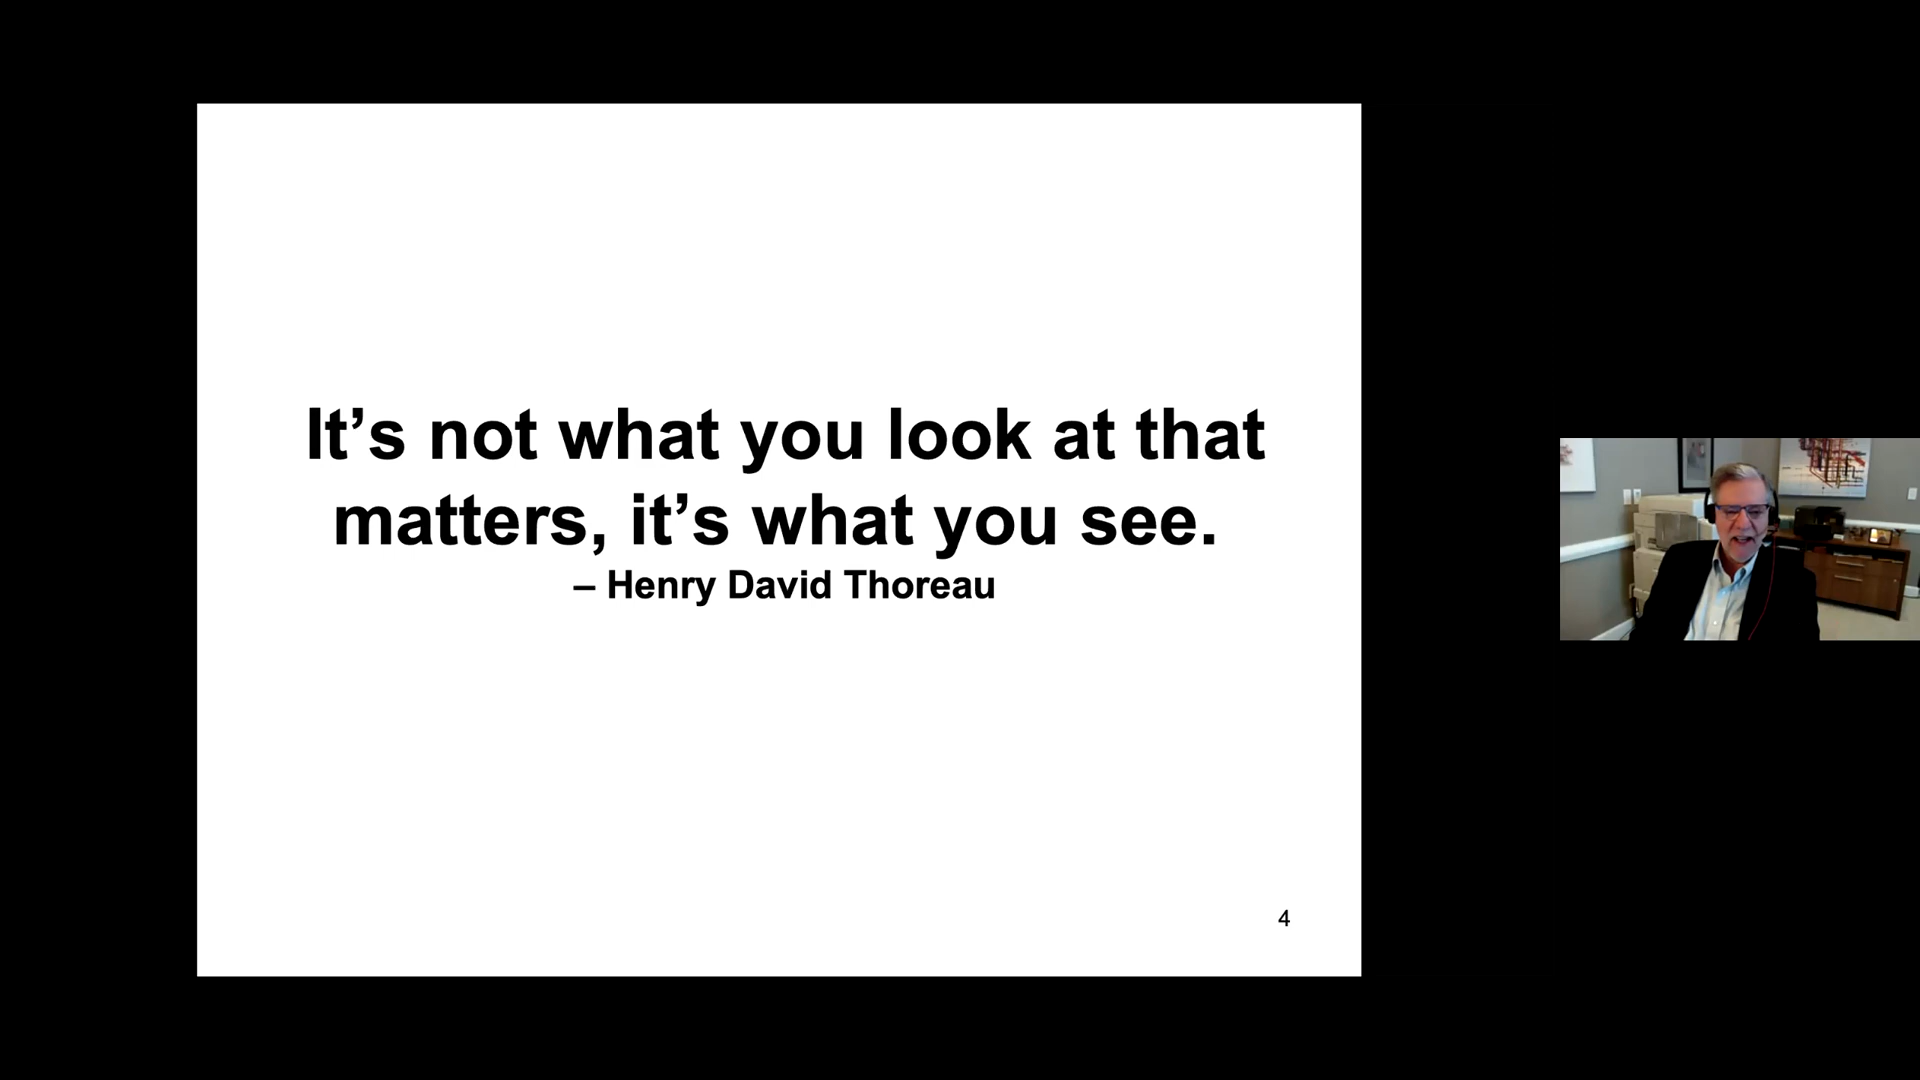 It’s not what you look at that
matters, it’s what you see.
– Henry David Thoreau
4